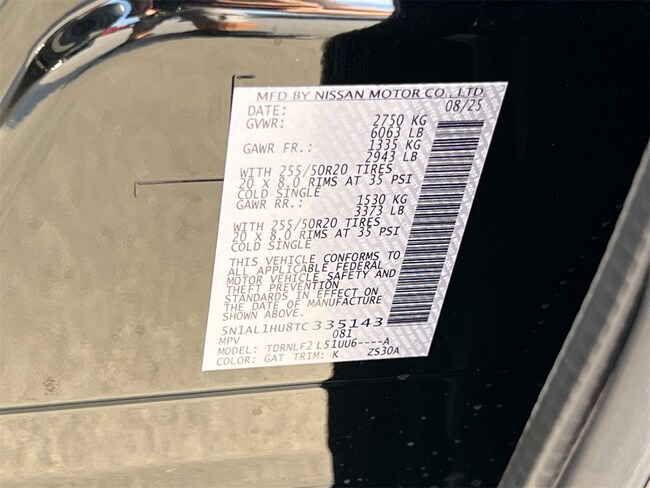 MFD BY NISSAN MOTOR CO., LTD
DATE: 08/25
GVWR: 2750 KG
6063 LB
GAWR FR.: 1335 KG
2943 LB
WITH 255/50R20 TIRES
20 X 8.0 RIMS AT 35 PSI
COLD SINGLE
GAWR RR.: 1530 KG
3373 LB
WITH 255/50R20 TIRES
20 X 8.0 RIMS AT 35 PSI
COLD SINGLE
THIS VEHICLE CONFORMS TO
ALL APPLICABLE FEDERAL
MOTOR VEHICLE SAFETY AND
THEFT PREVENTION
STANDARDS IN EFFECT ON
THE DATE OF MANUFACTURE
SHOWN ABOVE.
5N1AL1HU8TC335143
MPV 081
MODEL: TDRNLF2L51UU6----A
COLOR: GAT TRIM: K ZS30A